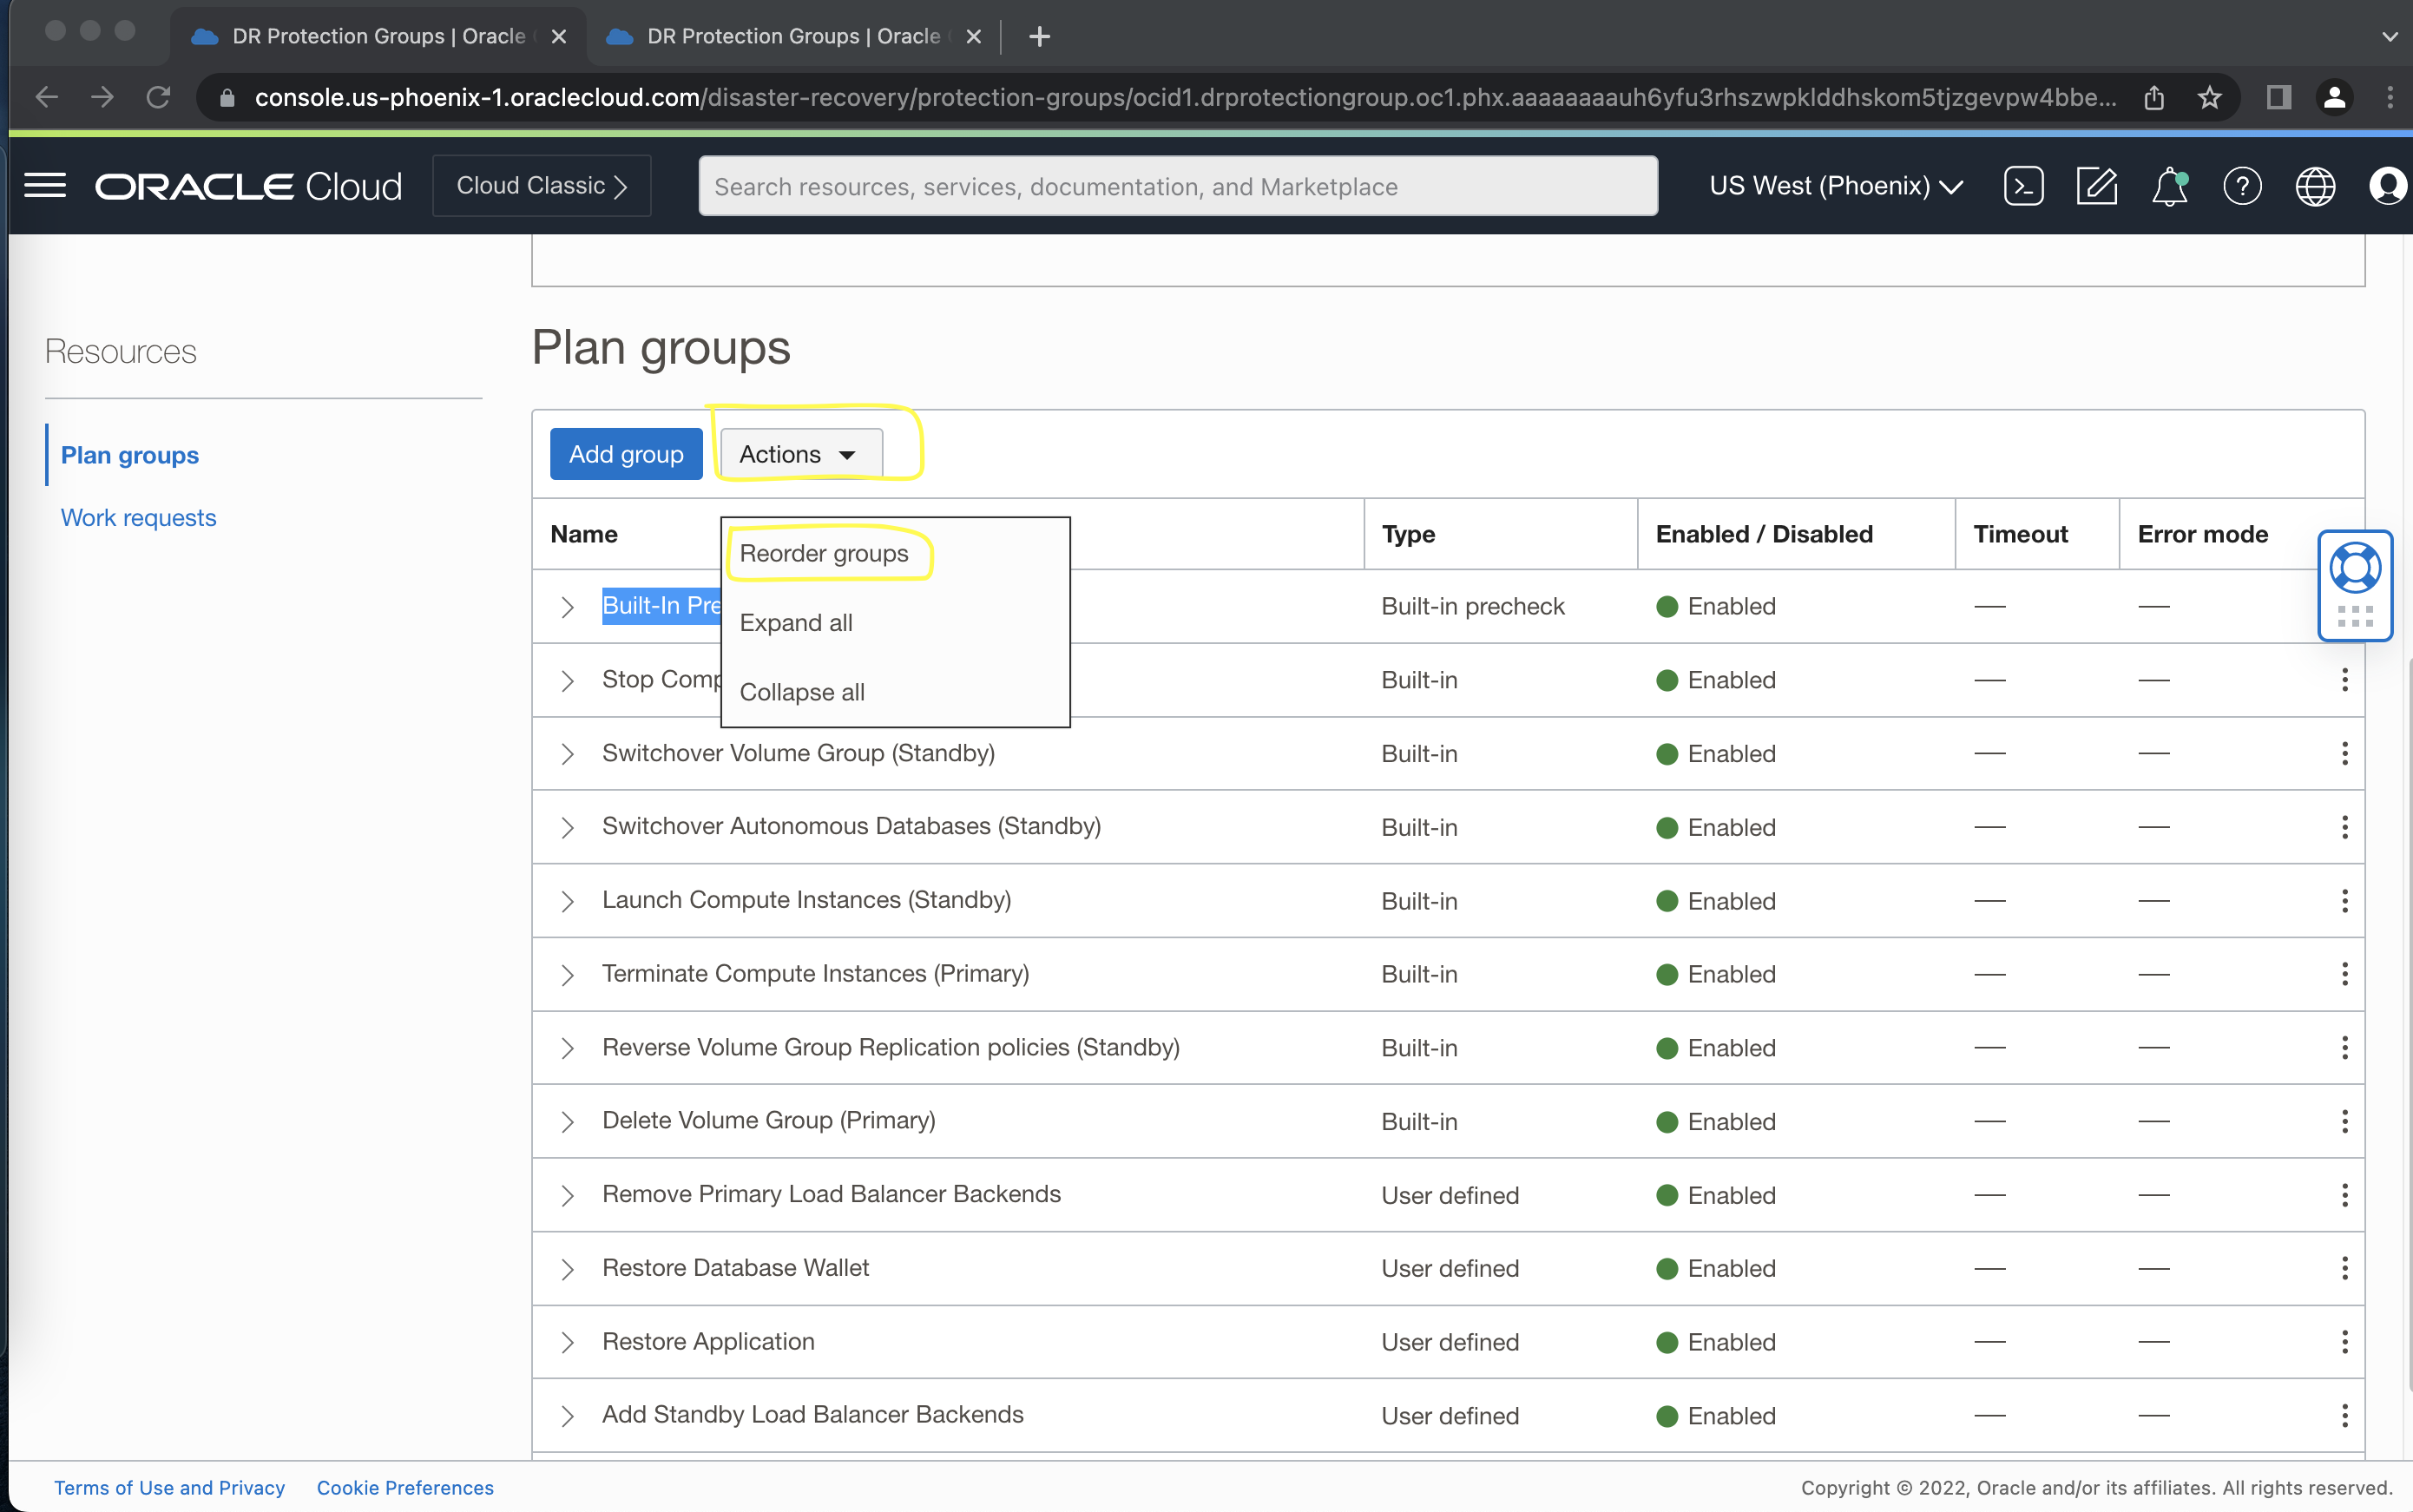 DR Protection Groups | Oracle
DR Protection Groups | Oracle
console.us-phoenix-1.oraclecloud.com/disaster-recovery/protection-groups/ocid1.drprotectiongroup.oc1.phx.aaaaaaaauh6yfu3rhszwpklddhskom5tjzgevpw4bbe...
ORACLE Cloud
Cloud Classic
Search resources, services, documentation, and Marketplace
US West (Phoenix)
Resources
Plan groups
Work requests
Plan groups
Add group
Actions
Reorder groups
Expand all
Collapse all
Name Type Enabled / Disabled Timeout Error mode
Built-In Pre Built-in precheck Enabled — —
Stop Comp Built-in Enabled — —
Switchover Volume Group (Standby) Built-in Enabled — —
Switchover Autonomous Databases (Standby) Built-in Enabled — —
Launch Compute Instances (Standby) Built-in Enabled — —
Terminate Compute Instances (Primary) Built-in Enabled — —
Reverse Volume Group Replication policies (Standby) Built-in Enabled — —
Delete Volume Group (Primary) Built-in Enabled — —
Remove Primary Load Balancer Backends User defined Enabled — —
Restore Database Wallet User defined Enabled — —
Restore Application User defined Enabled — —
Add Standby Load Balancer Backends User defined Enabled — —
Terms of Use and Privacy Cookie Preferences
Copyright © 2022, Oracle and/or its affiliates. All rights reserved.